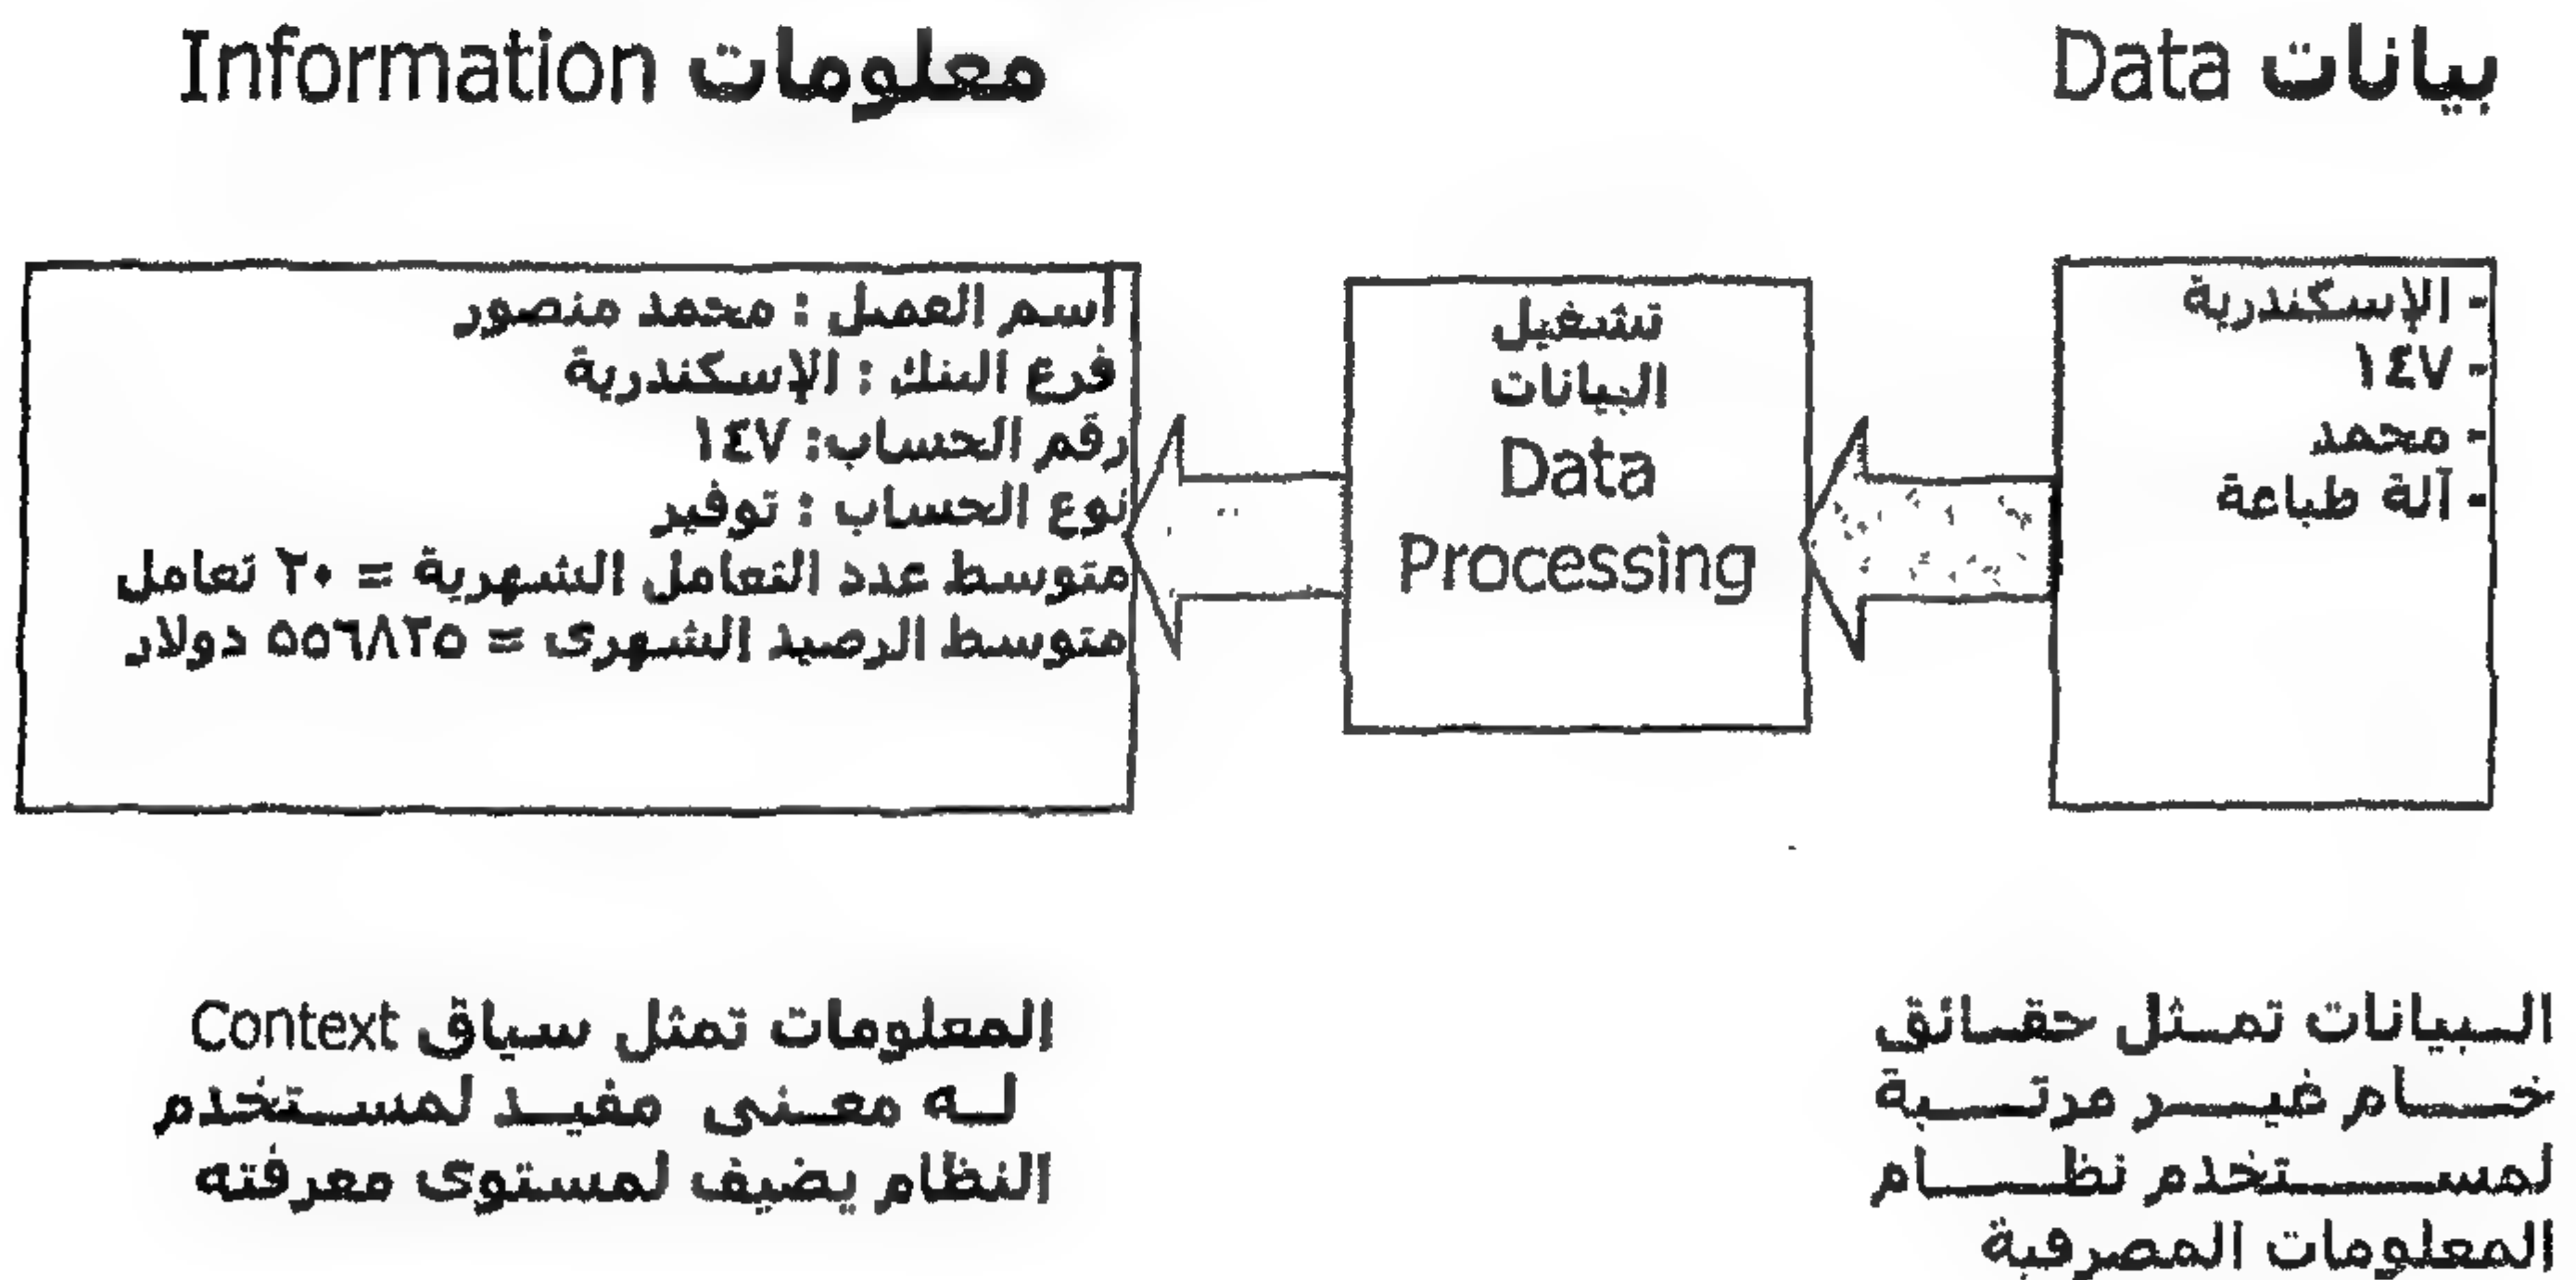 بيانات Data
معلومات Information
- الإسكندرية
- ١٤٧
- محمد
- آلة طباعة
تشغيل
البيانات
Data
Processing
أسم العميل : محمد منصور
فرع البنك : الإسكندرية
رقم الحساب: ١٤٧
نوع الحساب : توفير
متوسط عدد التعامل الشهرية = ٢٠ تعامل
متوسط الرصيد الشهرى = ٥٥٦٨٢٥ دولار
البيانات تمثل حقائق
خام غير مرتبة
لمستخدم نظام
المعلومات المصرفية
المعلومات تمثل سياق Context
له معنى مفيد لمستخدم
النظام يضيف لمستوى معرفته